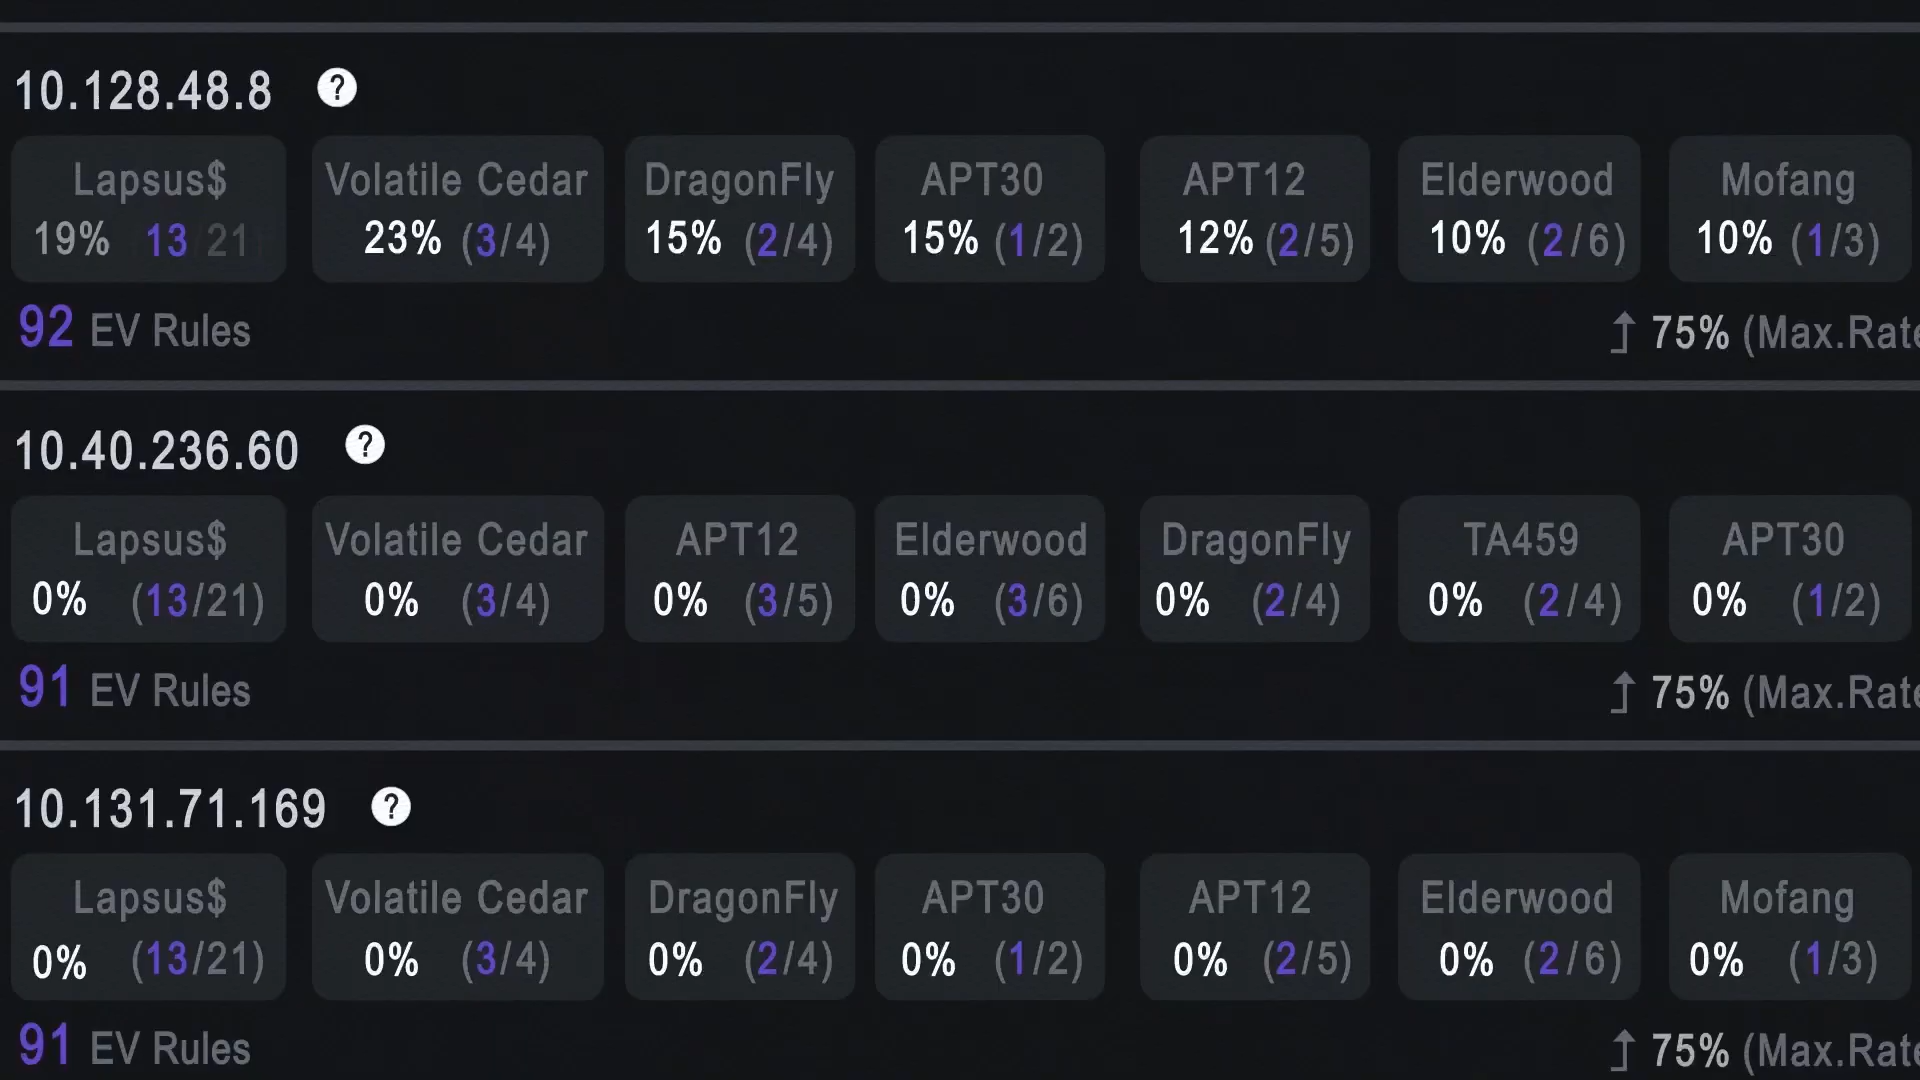 10.128.48.8 ?
Lapsus$ Volatile Cedar DragonFly APT30 APT12 Elderwood Mofang
19% 13 21 23% (3/4) 15% (2/4) 15% (1/2) 12% (2/5) 10% (2/6) 10% (1/3)
92 EV Rules 75% (Max.Rate
10.40.236.60 ?
Lapsus$ Volatile Cedar APT12 Elderwood DragonFly TA459 APT30
0% (13/21) 0% (3/4) 0% (3/5) 0% (3/6) 0% (2/4) 0% (2/4) 0% (1/2)
91 EV Rules 75% (Max.Rate
10.131.71.169 ?
Lapsus$ Volatile Cedar DragonFly APT30 APT12 Elderwood Mofang
0% (13/21) 0% (3/4) 0% (2/4) 0% (1/2) 0% (2/5) 0% (2/6) 0% (1/3)
91 EV Rules 75% (Max.Rate